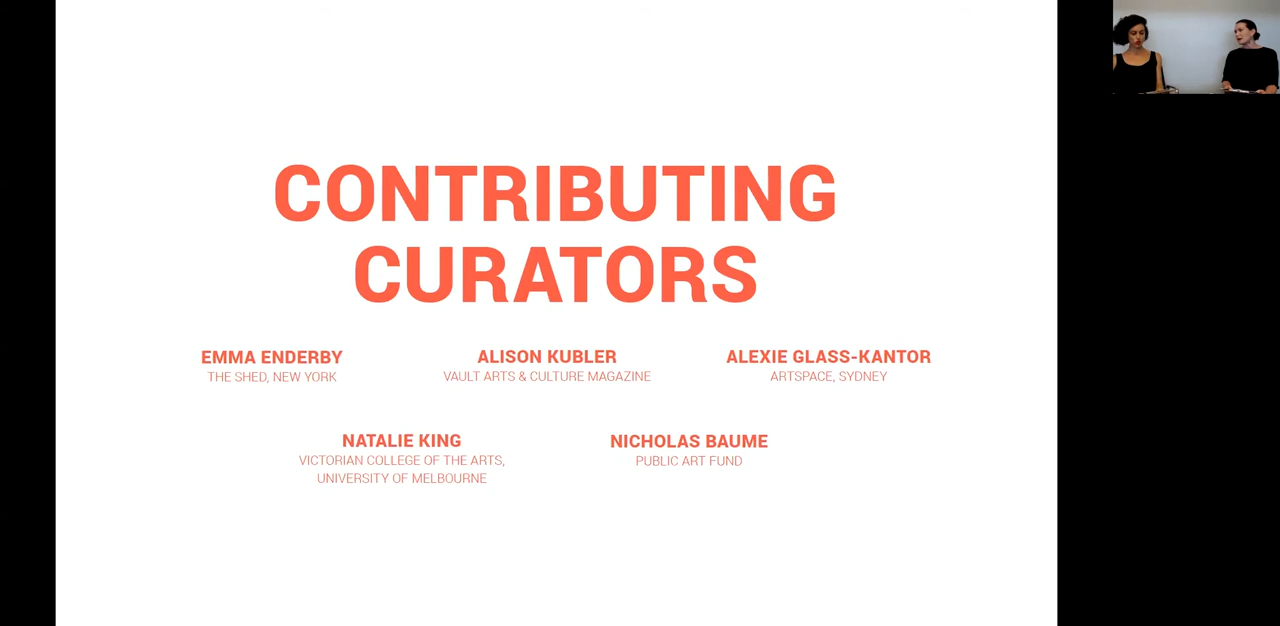 CONTRIBUTING
CURATORS
EMMA ENDERBY
THE SHED, NEW YORK
ALISON KUBLER
VAULT ARTS & CULTURE MAGAZINE
ALEXIE GLASS-KANTOR
ARTSPACE, SYDNEY
NATALIE KING
VICTORIAN COLLEGE OF THE ARTS,
UNIVERSITY OF MELBOURNE
NICHOLAS BAUME
PUBLIC ART FUND